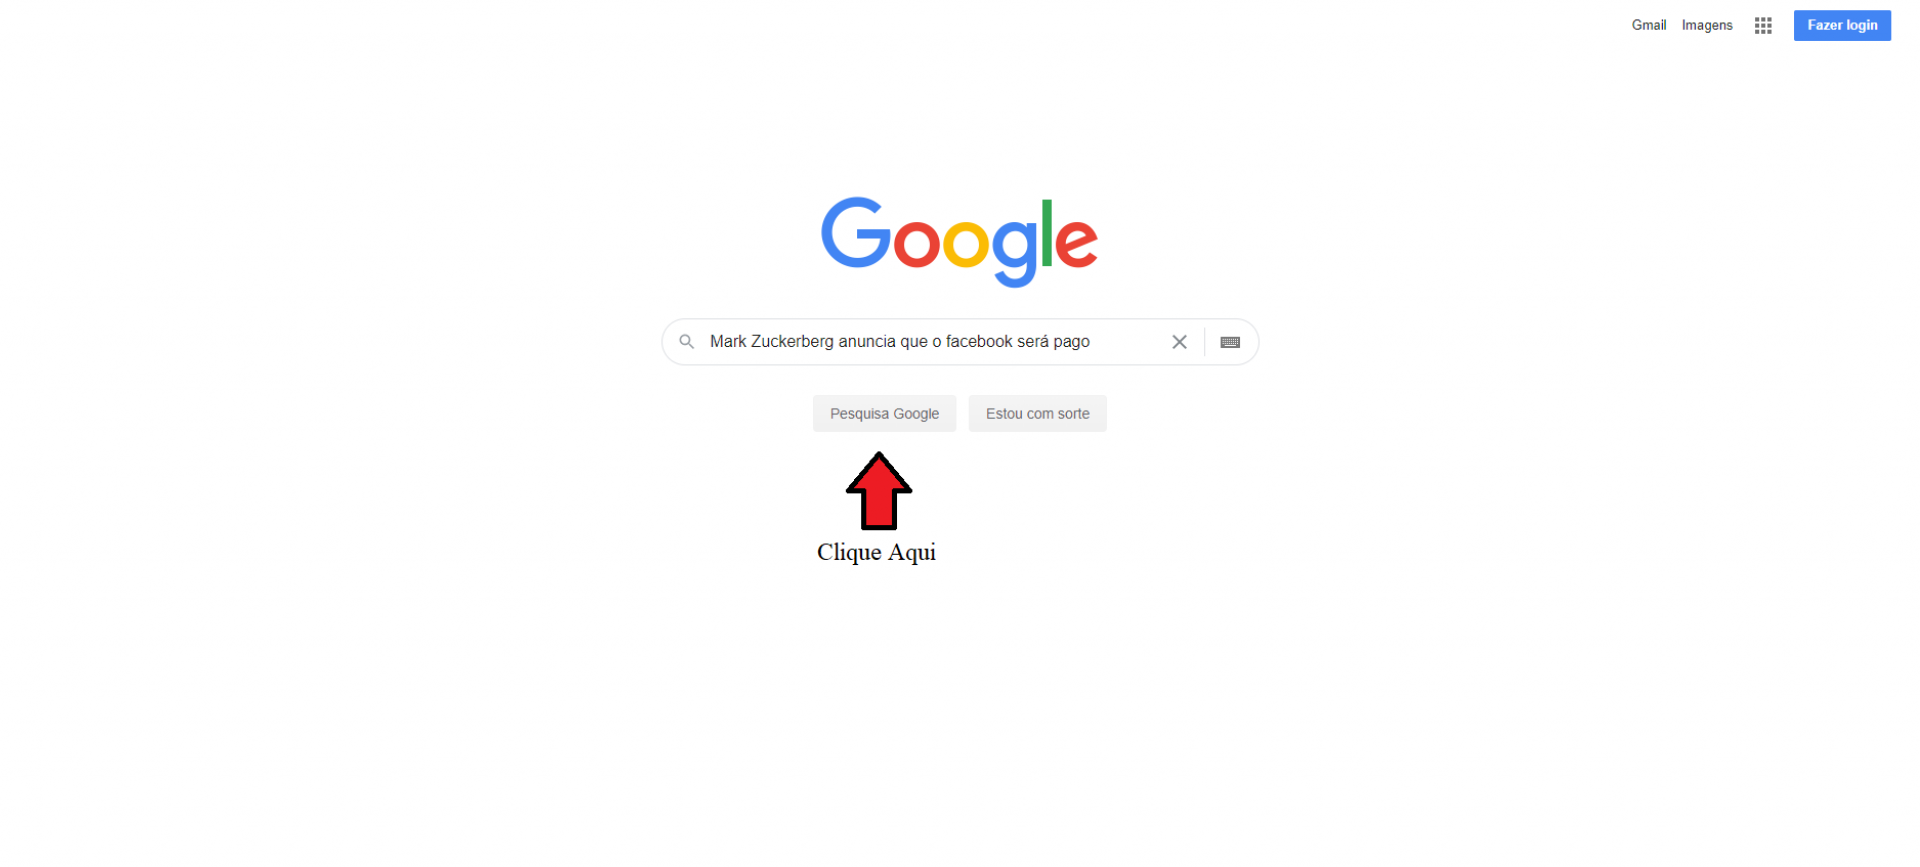 Gmail Imagens Fazer login
Google
Mark Zuckerberg anuncia que o facebook será pago
Pesquisa Google Estou com sorte
Clique Aqui